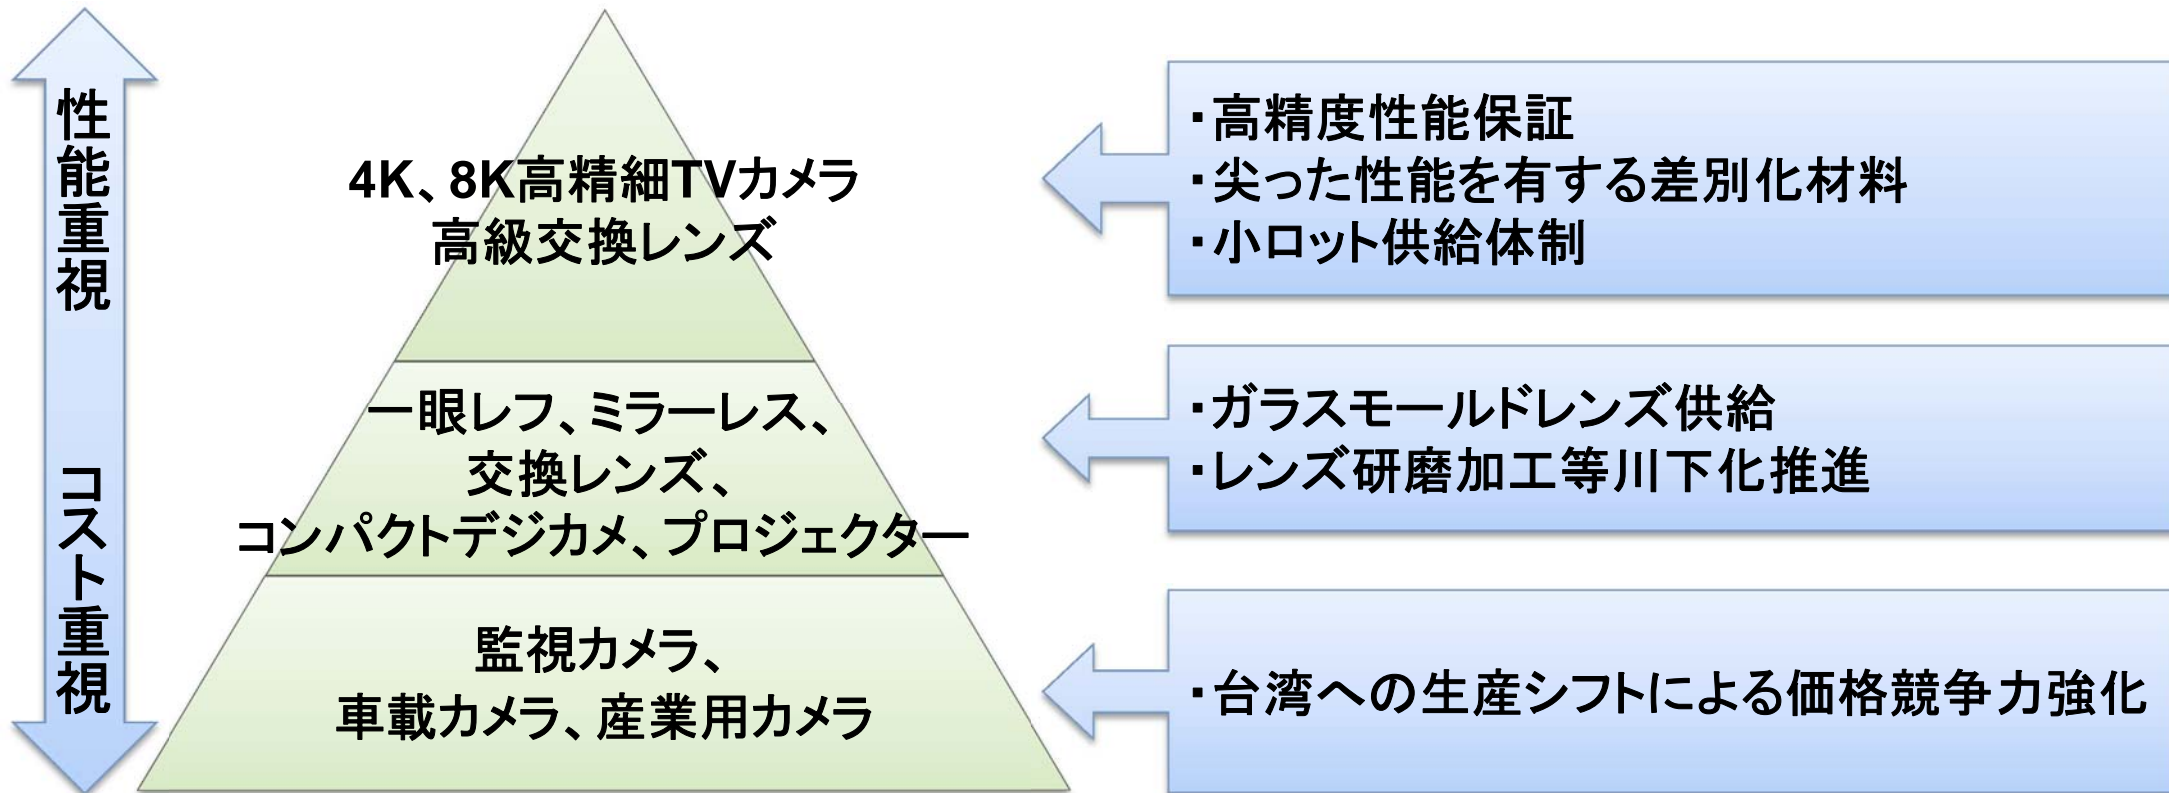 性能重視
コスト重視
4K、8K高精細TVカメラ
高級交換レンズ
一眼レフ、ミラーレス、
交換レンズ、
コンパクトデジカメ、プロジェクター
監視カメラ、
車載カメラ、産業用カメラ
・高精度性能保証
・尖った性能を有する差別化材料
・小ロット供給体制
・ガラスモールドレンズ供給
・レンズ研磨加工等川下化推進
・台湾への生産シフトによる価格競争力強化